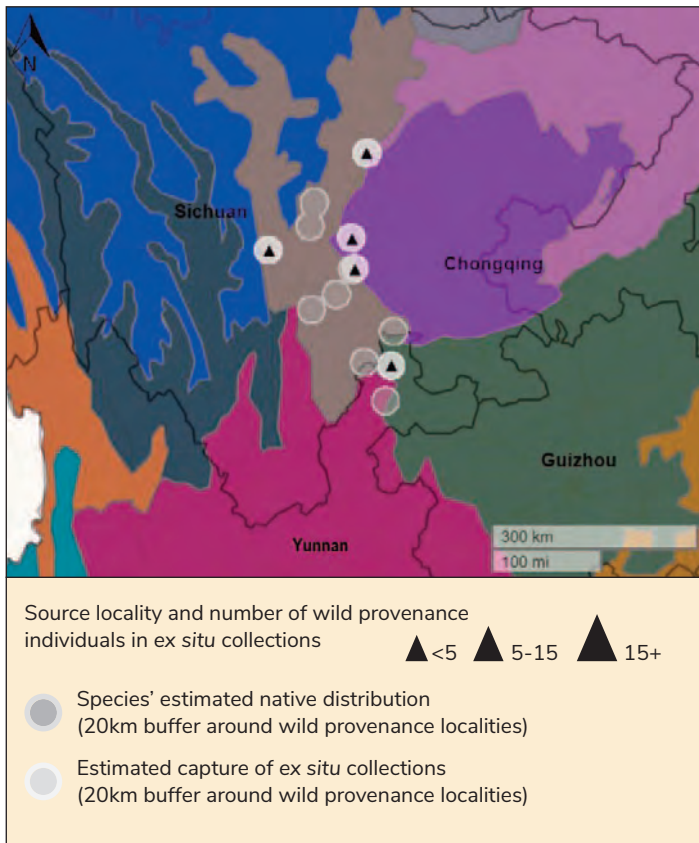 N
Sichuan
Chongqing
Guizhou
Yunnan
300 km
100 mi
Source locality and number of wild provenance
individuals in ex situ collections
<5 5-15 15+
Species' estimated native distribution
(20km buffer around wild provenance localities)
Estimated capture of ex situ collections
(20km buffer around wild provenance localities)